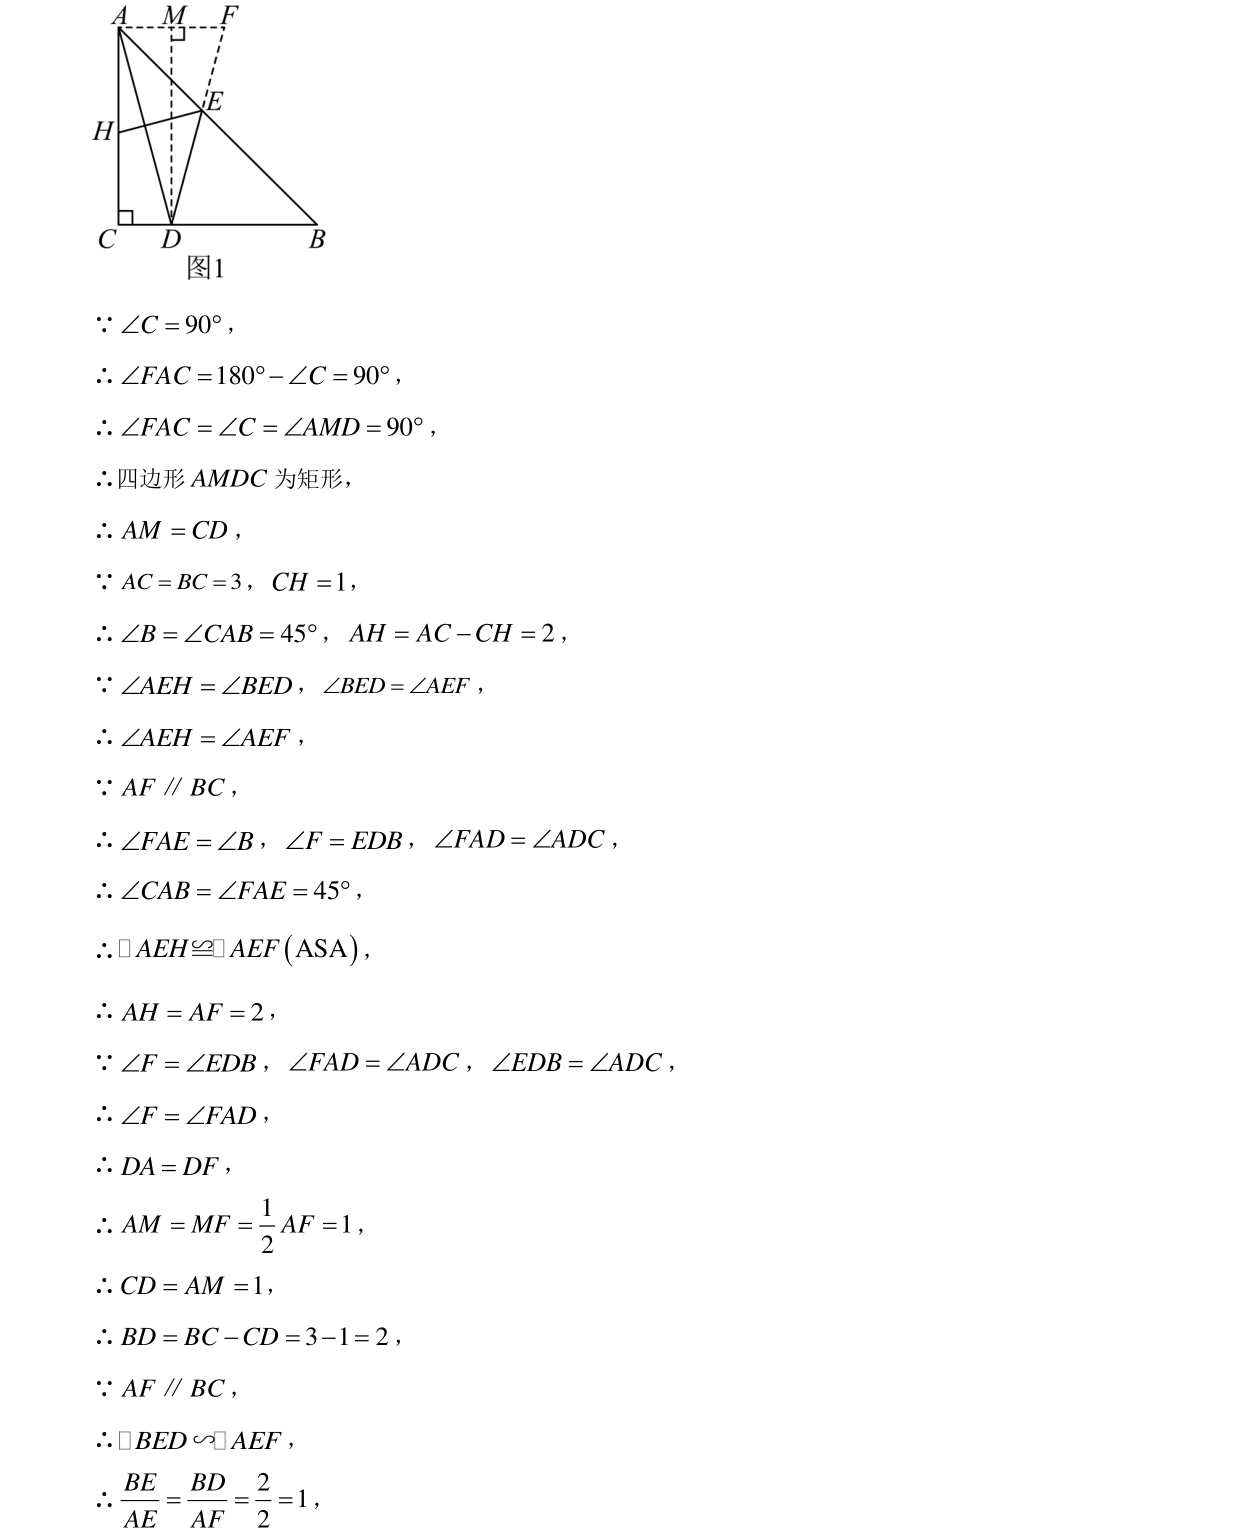 A M F
E
H
C D B
图1
∵ ∠C = 90°，
∴ ∠FAC = 180° − ∠C = 90°，
∴ ∠FAC = ∠C = ∠AMD = 90°，
∴四边形 AMDC 为矩形，
∴ AM = CD，
∵ AC = BC = 3， CH = 1，
∴ ∠B = ∠CAB = 45°， AH = AC − CH = 2，
∵ ∠AEH = ∠BED， ∠BED = ∠AEF，
∴ ∠AEH = ∠AEF，
∵ AF ∥ BC，
∴ ∠FAE = ∠B， ∠F = EDB， ∠FAD = ∠ADC，
∴ ∠CAB = ∠FAE = 45°，
∴ □AEH≌□AEF(ASA)，
∴ AH = AF = 2，
∵ ∠F = ∠EDB， ∠FAD = ∠ADC， ∠EDB = ∠ADC，
∴ ∠F = ∠FAD，
∴ DA = DF，
∴ AM = MF = 1/2 AF = 1，
∴ CD = AM = 1，
∴ BD = BC − CD = 3 − 1 = 2，
∵ AF ∥ BC，
∴ □BED∽□AEF，
∴ BE/AE = BD/AF = 2/2 = 1，